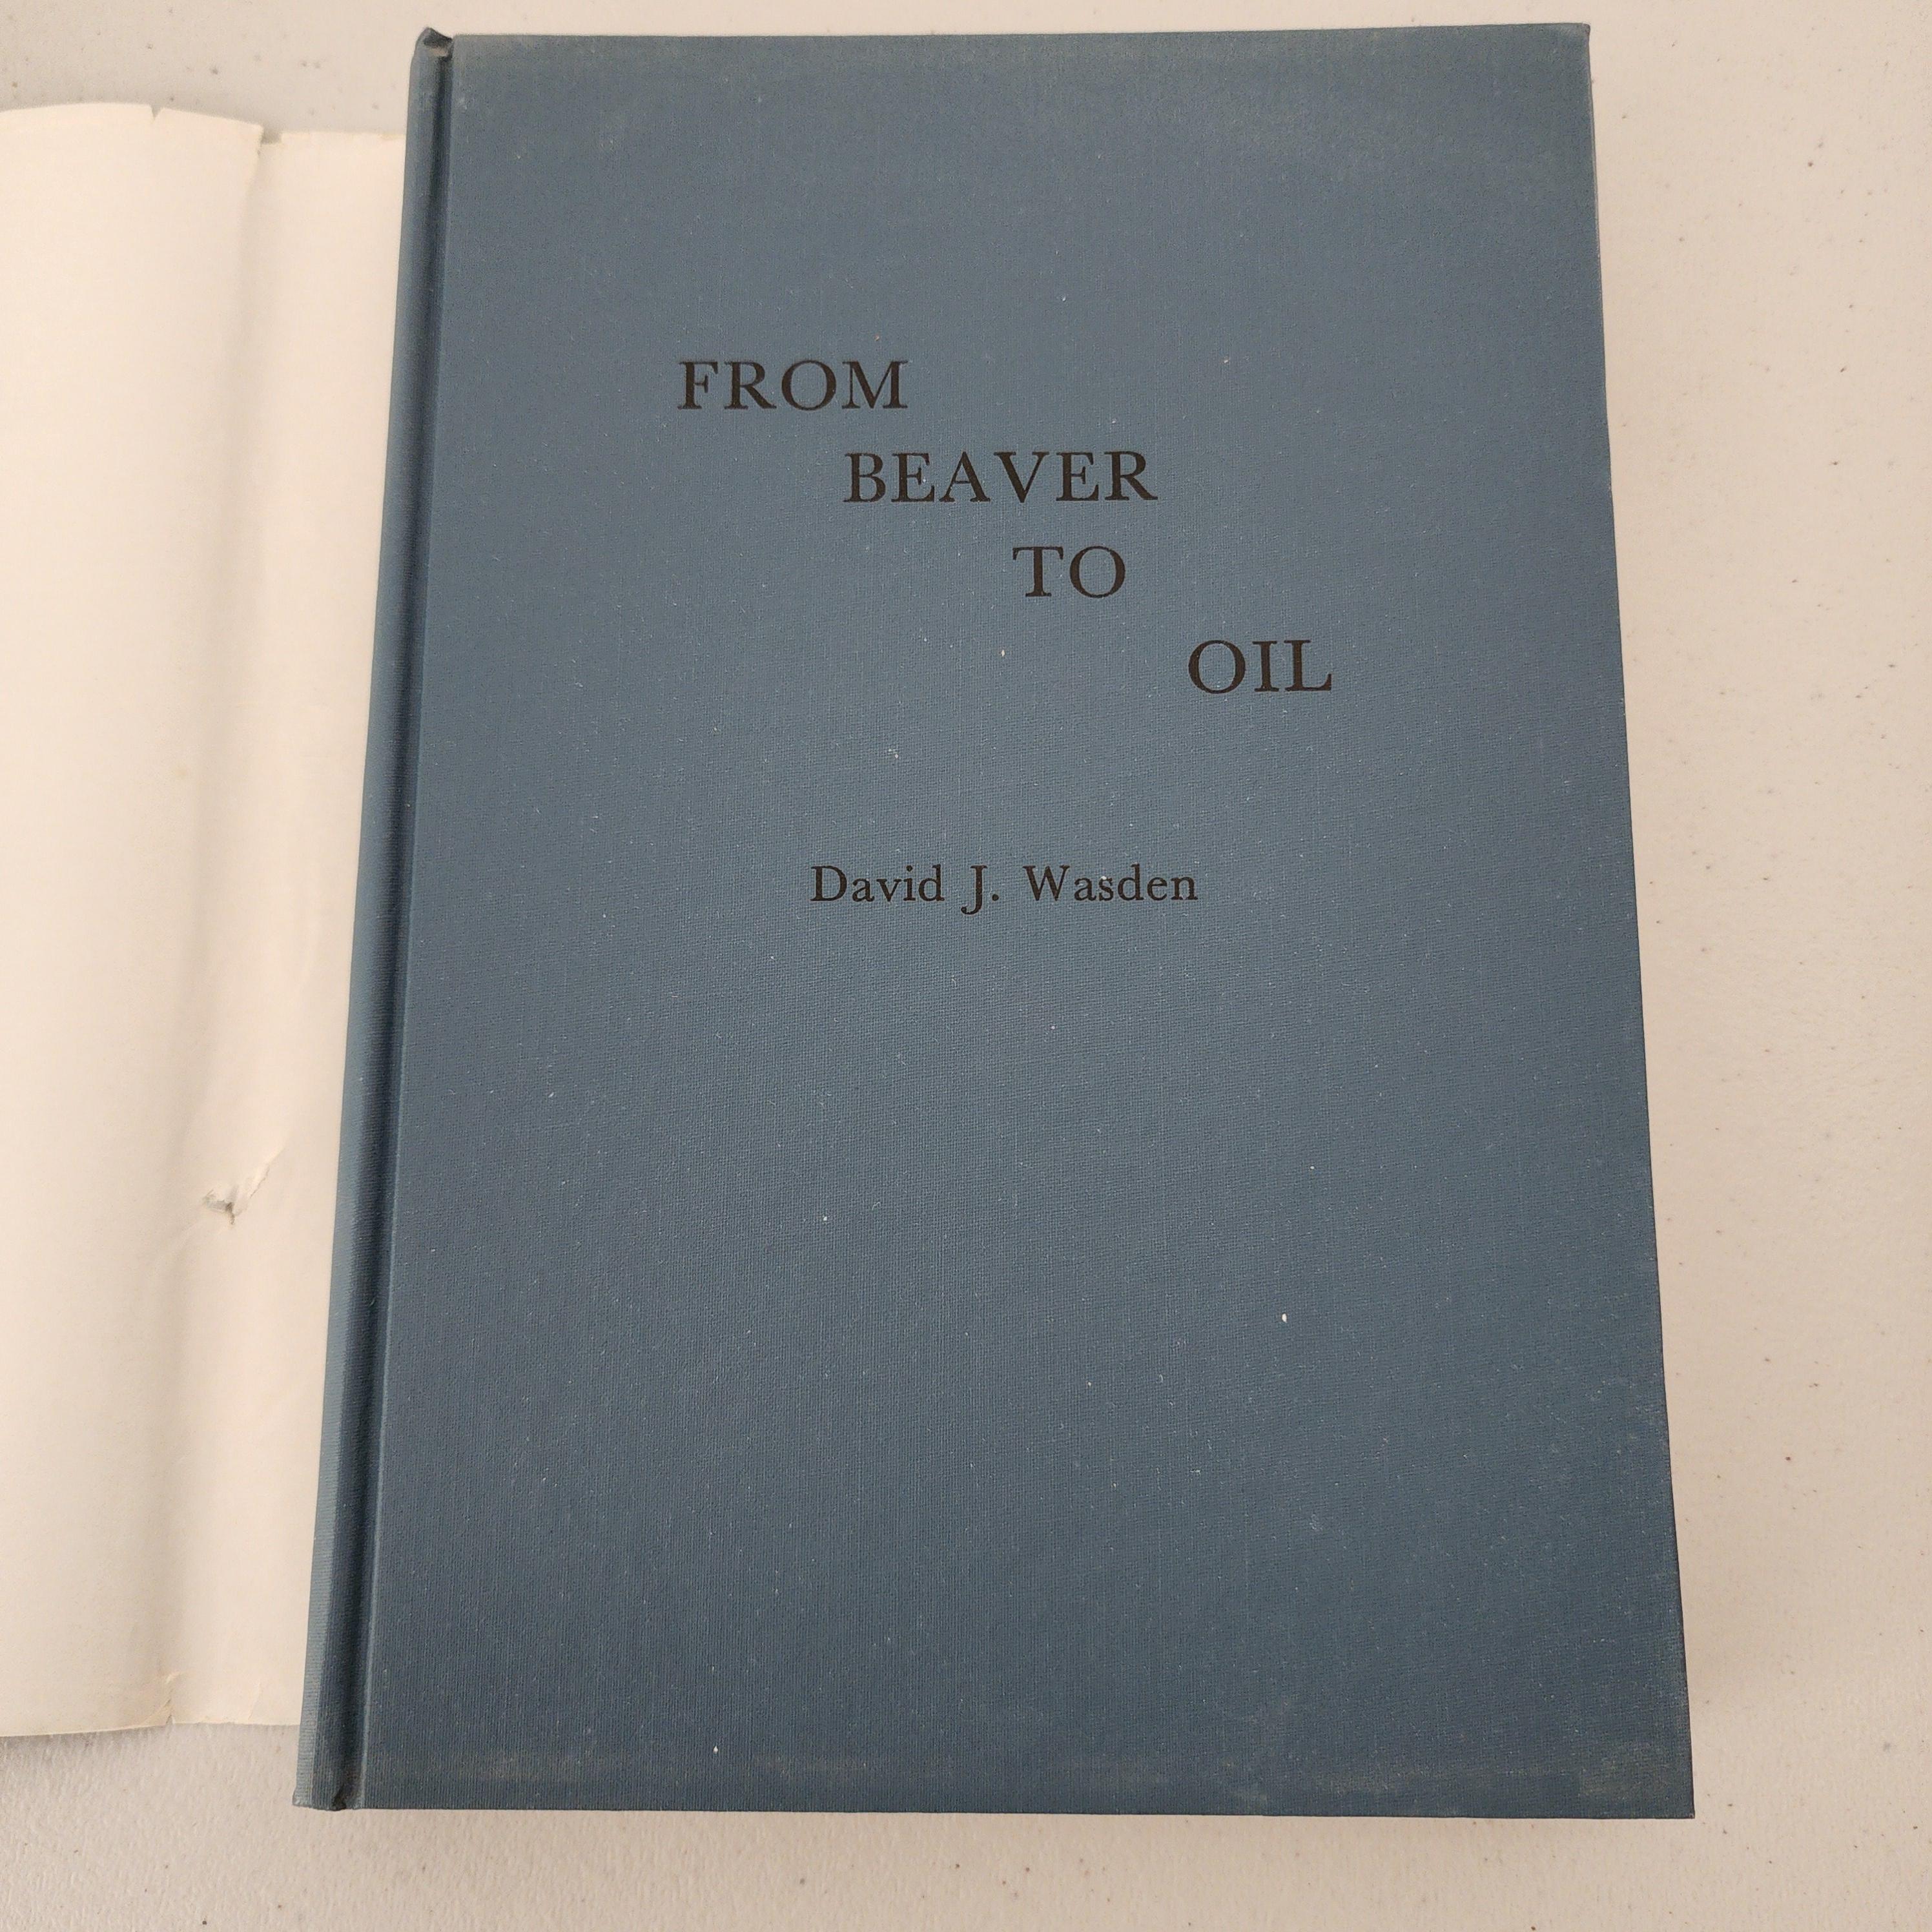 FROM
BEAVER
TO
OIL
David J. Wasden